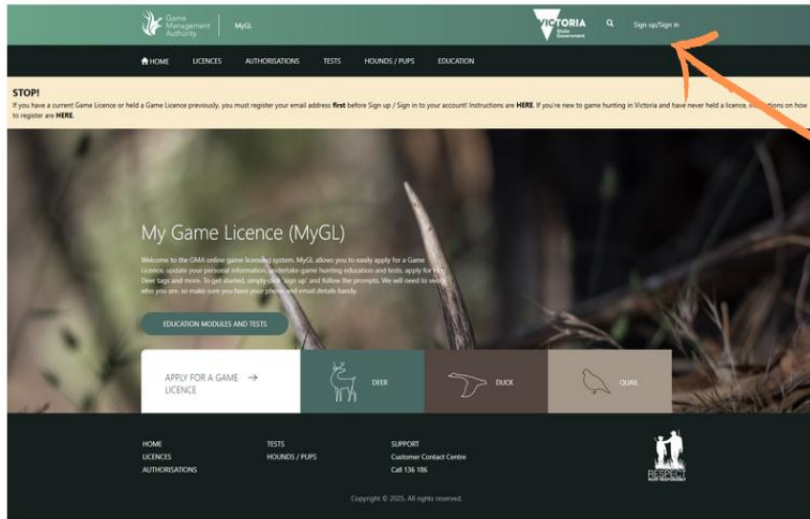 Game
Management
Authority
MyGL
VICTORIA
State
Government
Sign up/Sign in
HOME
LICENCES
AUTHORISATIONS
TESTS
HOUNDS / PUPS
EDUCATION
STOP!
If you have a current Game Licence or held a Game Licence previously, you must register your email address first before Sign up / Sign in to your account! Instructions are HERE. If you're new to game hunting in Victoria and have never held a licence, on how
to register are HERE.
My Game Licence (MyGL)
Welcome to the GMA online game licensing system. MyGL allows you to easily apply for a Game
Licence, update your personal information, undertake game hunting education and tests, apply for
Deer tags and more. To get started, simply click 'sign up' and follow the prompts. We will need to
who you are, so make sure you have your phone and email details handy.
EDUCATION MODULES AND TESTS
APPLY FOR A GAME
LICENCE
DEER
DUCK
QUAIL
HOME
LICENCES
AUTHORISATIONS
TESTS
HOUNDS / PUPS
SUPPORT
Customer Contact Centre
Call 136 186
RESPECT
HUNT RESPONSIBLY
Copyright © 2025. All rights reserved.